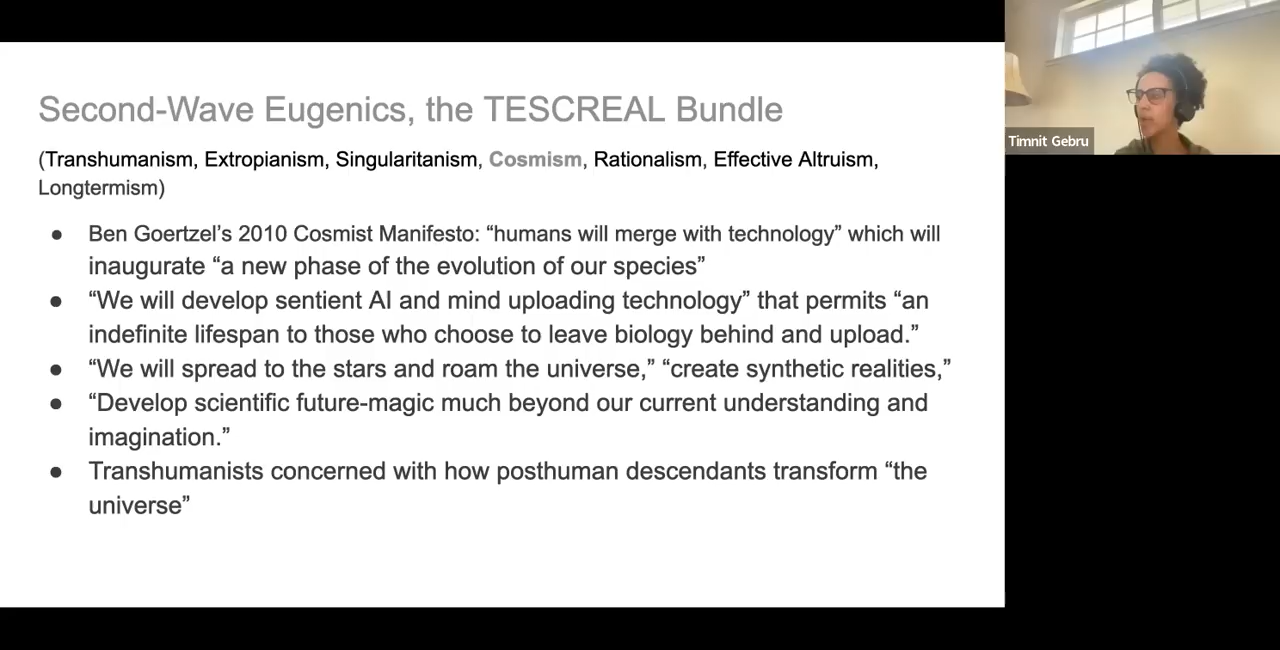 Second-Wave Eugenics, the TESCREAL Bundle
(Transhumanism, Extropianism, Singularitanism, Cosmism, Rationalism, Effective Altruism,
Longtermism)
● Ben Goertzel’s 2010 Cosmist Manifesto: “humans will merge with technology” which will
inaugurate “a new phase of the evolution of our species”
● “We will develop sentient AI and mind uploading technology” that permits “an
indefinite lifespan to those who choose to leave biology behind and upload.”
● “We will spread to the stars and roam the universe,” “create synthetic realities,”
● “Develop scientific future-magic much beyond our current understanding and
imagination.”
● Transhumanists concerned with how posthuman descendants transform “the
universe”
Timnit Gebru